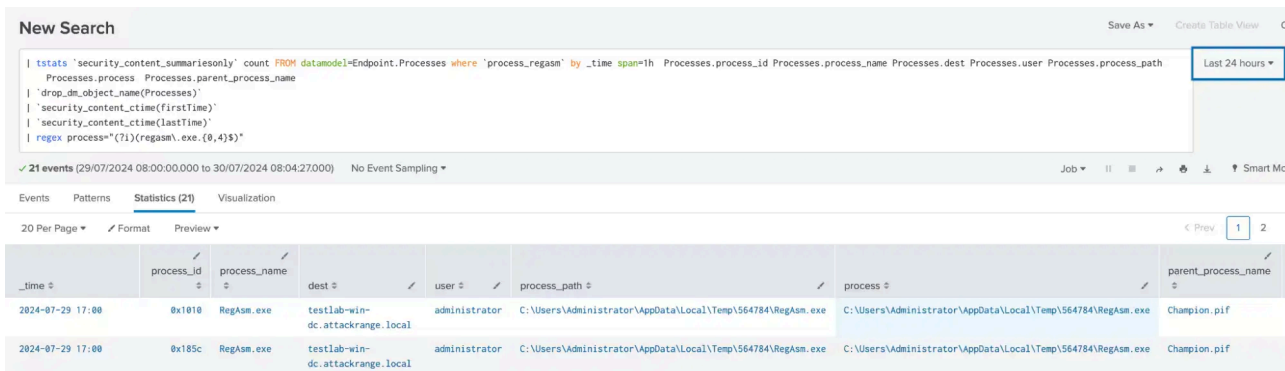 New Search
Save As
Create Table View
| tstats `security_content_summariesonly` count FROM datamodel=Endpoint.Processes where `process_regasm` by _time span=1h Processes.process_id Processes.process_name Processes.dest Processes.user Processes.process_path
Processes.process Processes.parent_process_name
| `drop_dm_object_name(Processes)`
| `security_content_ctime(firstTime)`
| `security_content_ctime(lastTime)`
| regex process="(?i)(regasm\.exe.{0,4}$)"
Last 24 hours
✓ 21 events (29/07/2024 08:00:00.000 to 30/07/2024 08:04:27.000) No Event Sampling
Job
Smart Mo
Events Patterns Statistics (21) Visualization
20 Per Page Format Preview
< Prev 1 2
_time process_id process_name dest user process_path process parent_process_name
2024-07-29 17:00 0x1010 RegAsm.exe testlab-win- administrator C:\Users\Administrator\AppData\Local\Temp\564784\RegAsm.exe C:\Users\Administrator\AppData\Local\Temp\564784\RegAsm.exe Champion.pif
dc.attackrange.local
2024-07-29 17:00 0x185c RegAsm.exe testlab-win- administrator C:\Users\Administrator\AppData\Local\Temp\564784\RegAsm.exe C:\Users\Administrator\AppData\Local\Temp\564784\RegAsm.exe Champion.pif
dc.attackrange.local